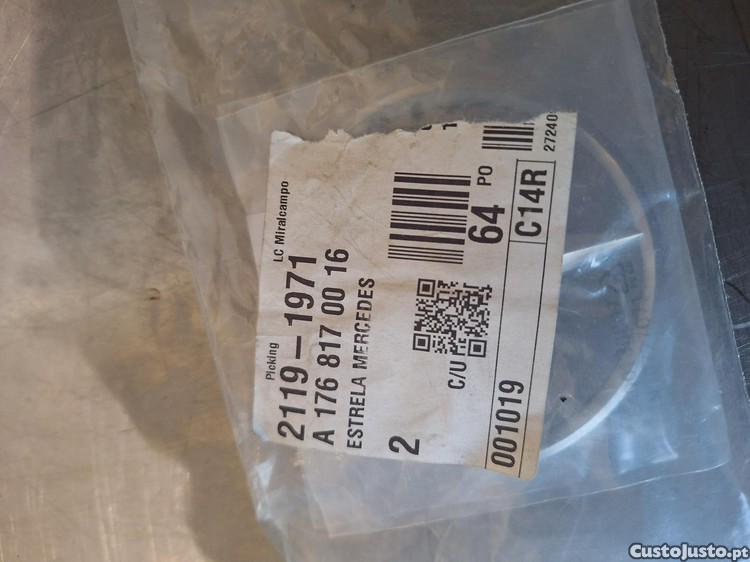 Picking
LC Miralcampo
2119-1971
A 176 817 00 16
ESTRELA MERCEDES
2
C/U
64
PO
001019
C14R
27240
CustoJusto.pt